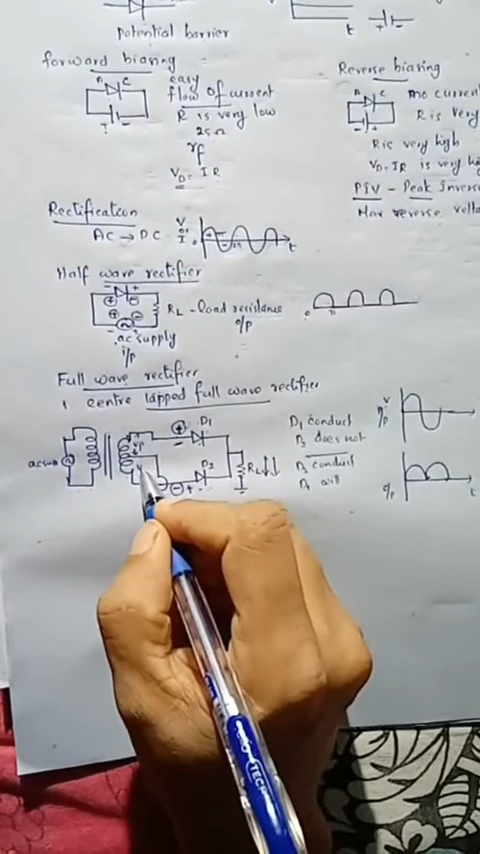 potential barrier
t
+ -
forward biasing
A C
easy
flow of current
R is very low
25Ω
rf
VD = IR
+ -
Reverse biasing
A C
no current
R is very
R is very high
VD = IR is very
PIV - Peak Inverse
Max reverse
Rectification
AC → DC
V
or
I
t
Half wave rectifier
- +
RL - load resistance
o/p
ac supply
i/p
0 π
Full wave rectifier
1. centre tapped full wave rectifier
D1
D2
RL
D1 conduct
D2 does not
D2 conduct
D1 will
i/p
V
t
o/p
t
TEC